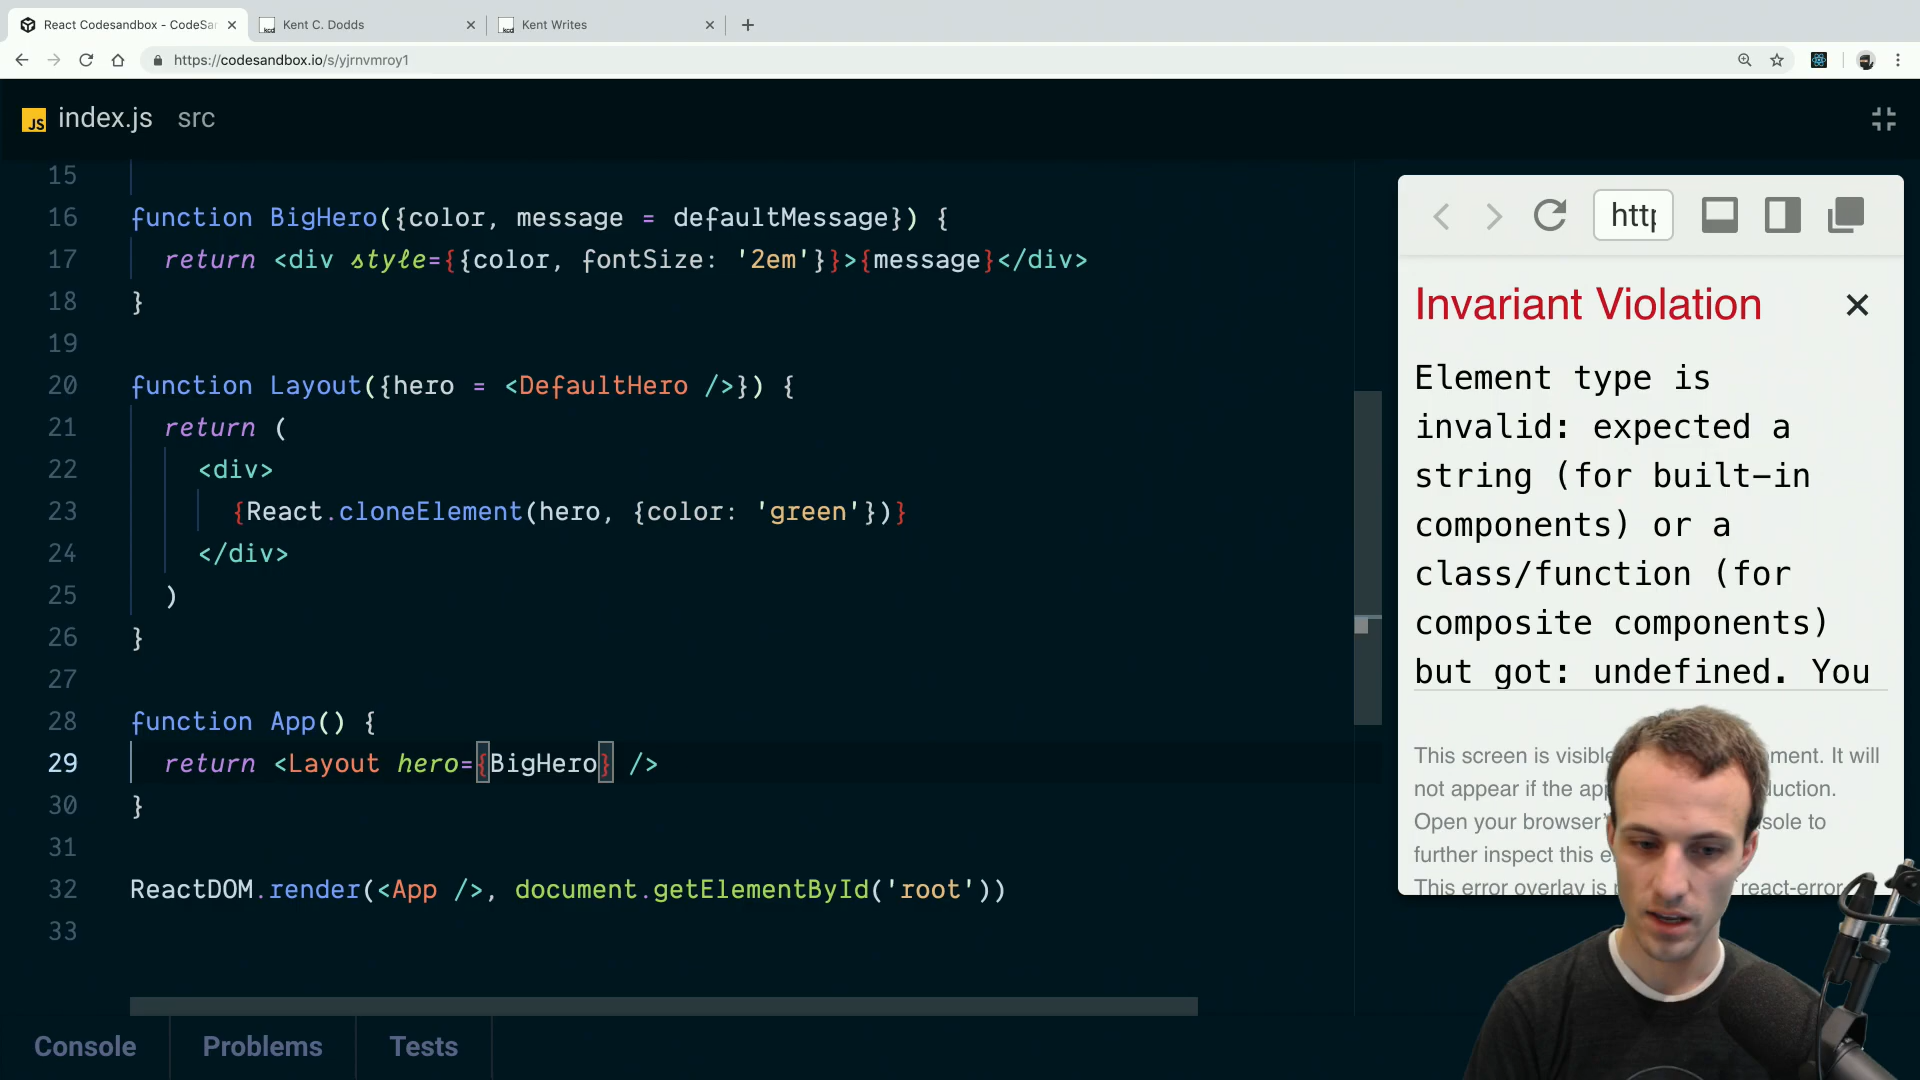 React Codesandbox - CodeSan
Kent C. Dodds
Kent Writes
https://codesandbox.io/s/yjrnvmroy1
JS index.js src
15
16 function BigHero({color, message = defaultMessage}) {
17 return <div style={{color, fontSize: '2em'}}>{message}</div>
18 }
19
20 function Layout({hero = <DefaultHero />}) {
21 return (
22 <div>
23 {React.cloneElement(hero, {color: 'green'})}
24 </div>
25 )
26 }
27
28 function App() {
29 return <Layout hero={BigHero} />
30 }
31
32 ReactDOM.render(<App />, document.getElementById('root'))
33
Console
Problems
Tests
http
Invariant Violation
Element type is
invalid: expected a
string (for built-in
components) or a
class/function (for
composite components)
but got: undefined. You
This screen is visible ment. It will
not appear if the app duction.
Open your browser's sole to
further inspect this e
This error overlay is react-error